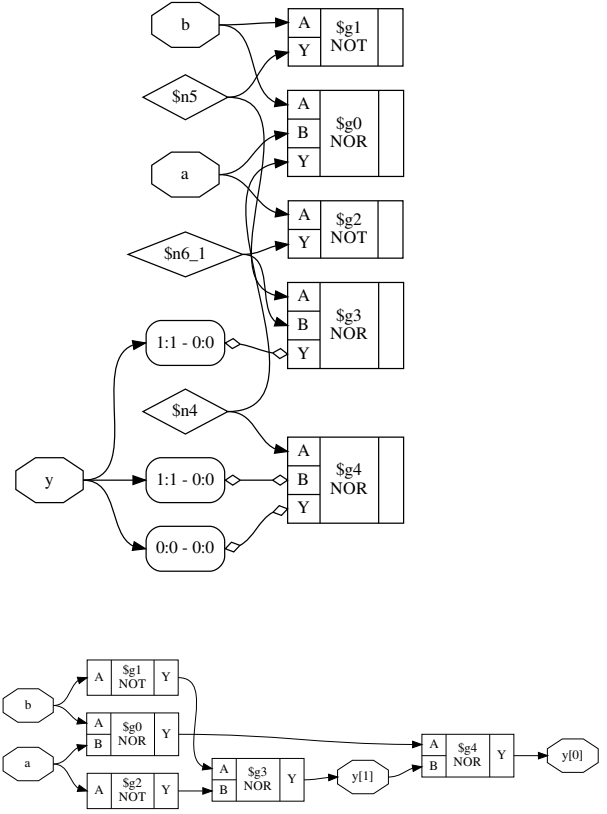 b
A
$g1
NOT
Y
$n5
A
$g0
NOR
B
Y
a
A
$g2
NOT
Y
$n6_1
A
$g3
NOR
B
Y
1:1 - 0:0
$n4
A
$g4
NOR
B
Y
y
1:1 - 0:0
0:0 - 0:0
A
$g1
NOT
Y
b
A
B
$g0
NOR
Y
a
A
$g2
NOT
Y
A
B
$g3
NOR
Y
y[1]
A
B
$g4
NOR
Y
y[0]